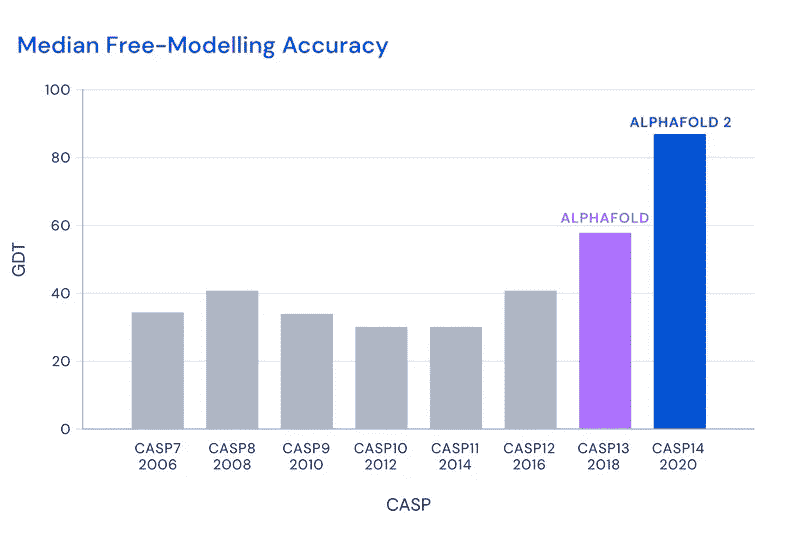 Median Free-Modelling Accuracy
100
ALPHAFOLD 2
80
ALPHAFOLD
60
GDT
40
20
0
CASP7 CASP8 CASP9 CASP10 CASP11 CASP12 CASP13 CASP14
2006 2008 2010 2012 2014 2016 2018 2020
CASP